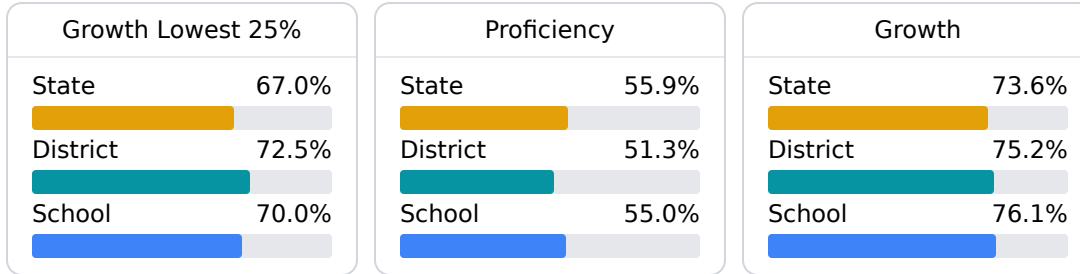 Growth Lowest 25%
State 67.0%
District 72.5%
School 70.0%
Proficiency
State 55.9%
District 51.3%
School 55.0%
Growth
State 73.6%
District 75.2%
School 76.1%